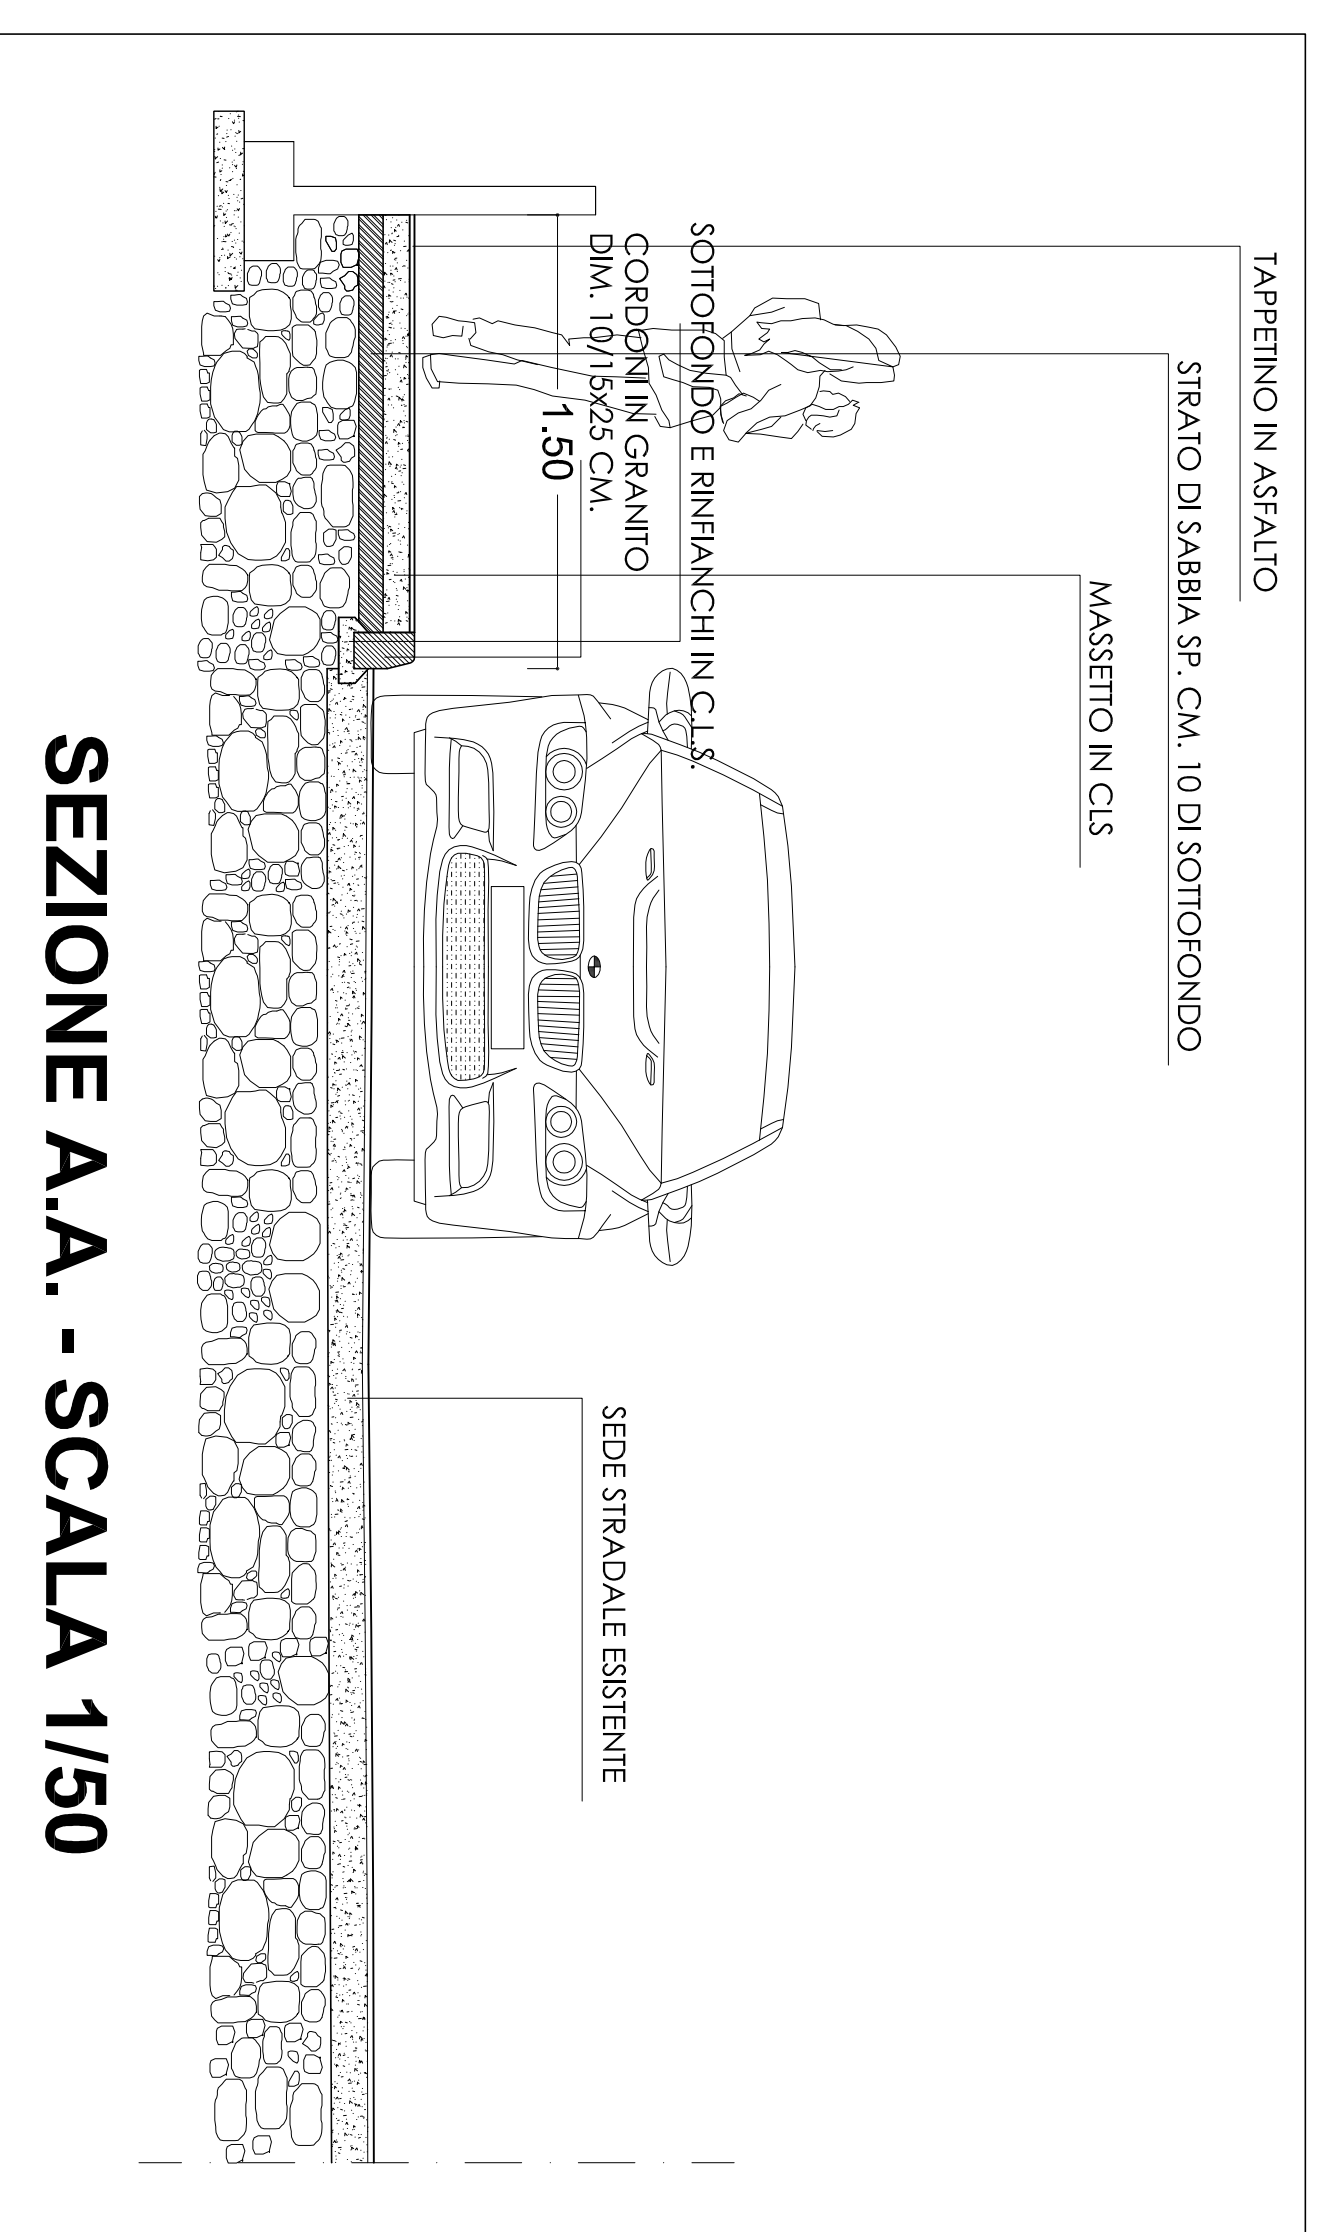 TAPPETINO IN ASFALTO
STRATO DI SABBIA SP. CM. 10 DI SOTTOFONDO
MASSETTO IN CLS
SOTTOFONDO E RINFIANCHI IN C.L.S.
CORDONI IN GRANITO
DIM. 10/15x25 CM.
1.50
SEDE STRADALE ESISTENTE
SEZIONE A.A. - SCALA 1/50